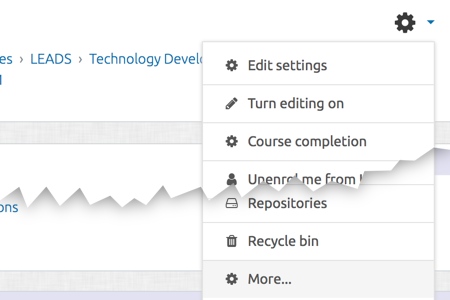 es › LEADS › Technology Develo
Edit settings
Turn editing on
Course completion
Unenrol me from
ons
Repositories
Recycle bin
More...